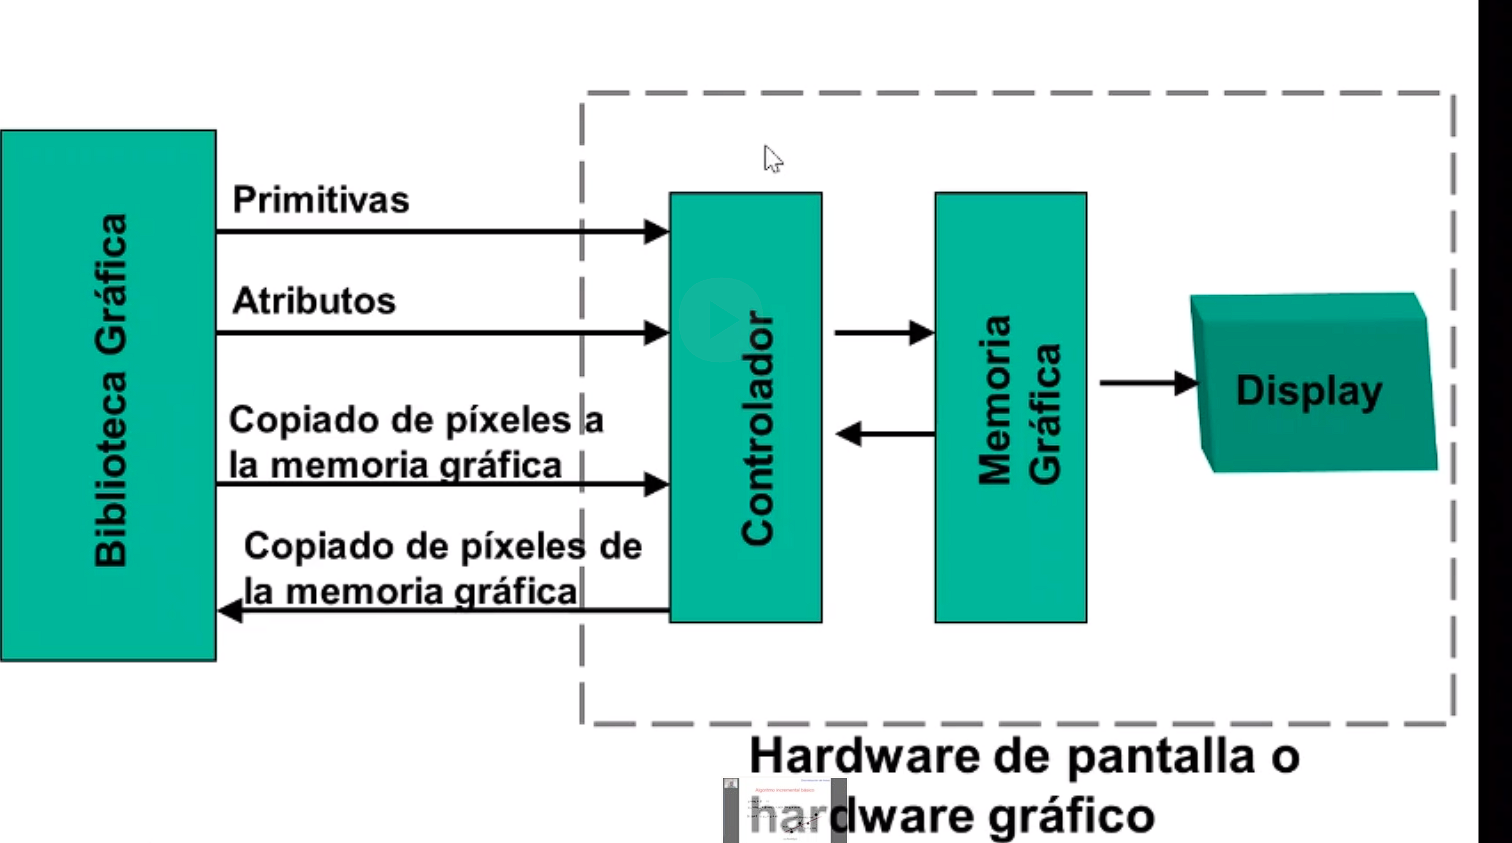 Biblioteca Gráfica
Primitivas
Atributos
Copiado de píxeles a
la memoria gráfica
Copiado de píxeles de
la memoria gráfica
Controlador
Memoria
Gráfica
Display
Hardware de pantalla o
hardware gráfico